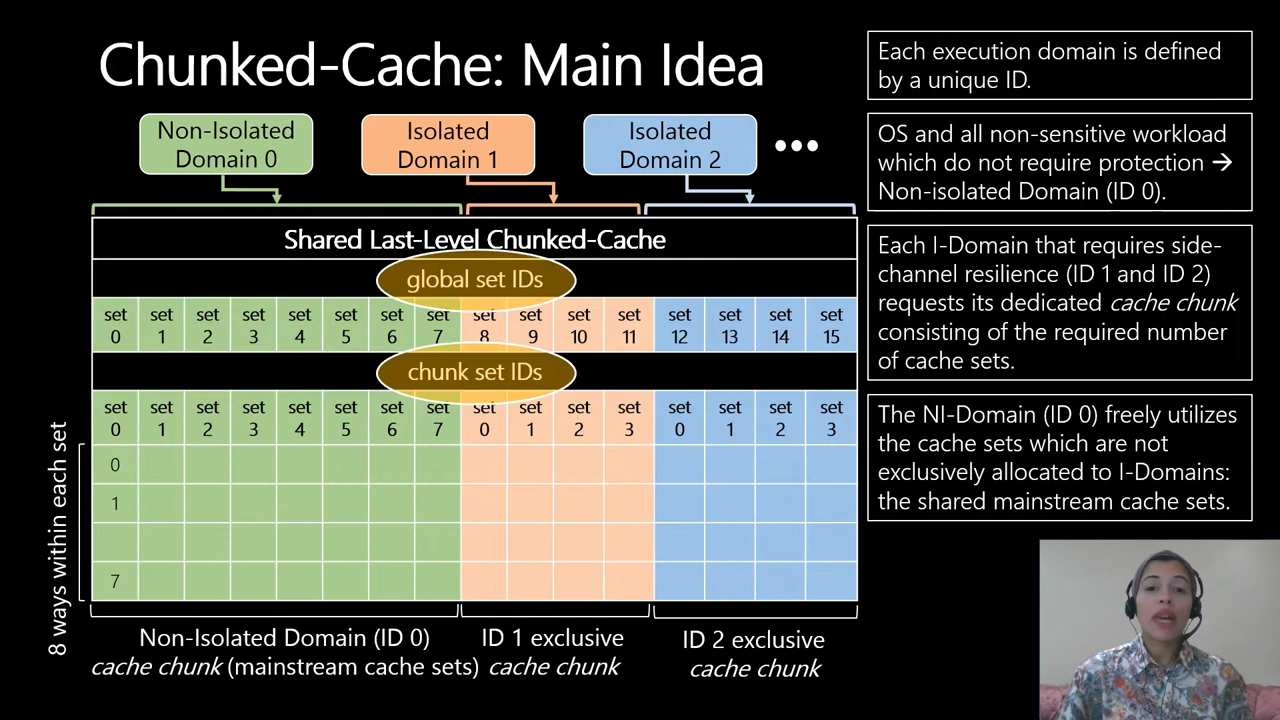 Chunked-Cache: Main Idea
Non-Isolated
Domain 0
Isolated
Domain 1
Isolated
Domain 2
•••
Shared Last-Level Chunked-Cache
global set IDs
set 0 set 1 set 2 set 3 set 4 set 5 set 6 set 7 set 8 set 9 set 10 set 11 set 12 set 13 set 14 set 15
chunk set IDs
set 0 set 1 set 2 set 3 set 4 set 5 set 6 set 7 set 0 set 1 set 2 set 3 set 0 set 1 set 2 set 3
0
1
7
8 ways within each set
Non-Isolated Domain (ID 0)
cache chunk (mainstream cache sets)
ID 1 exclusive
cache chunk
ID 2 exclusive
cache chunk
Each execution domain is defined
by a unique ID.
OS and all non-sensitive workload
which do not require protection →
Non-isolated Domain (ID 0).
Each I-Domain that requires side-
channel resilience (ID 1 and ID 2)
requests its dedicated cache chunk
consisting of the required number
of cache sets.
The NI-Domain (ID 0) freely utilizes
the cache sets which are not
exclusively allocated to I-Domains:
the shared mainstream cache sets.